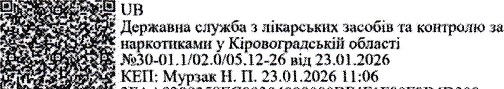 UB
Державна служба з лікарських засобів та контролю за
наркотиками у Кіровоградській області
№30-01.1/02.0/05.12-26 від 23.01.2026
КЕП: Мурзак Н. П. 23.01.2026 11:06